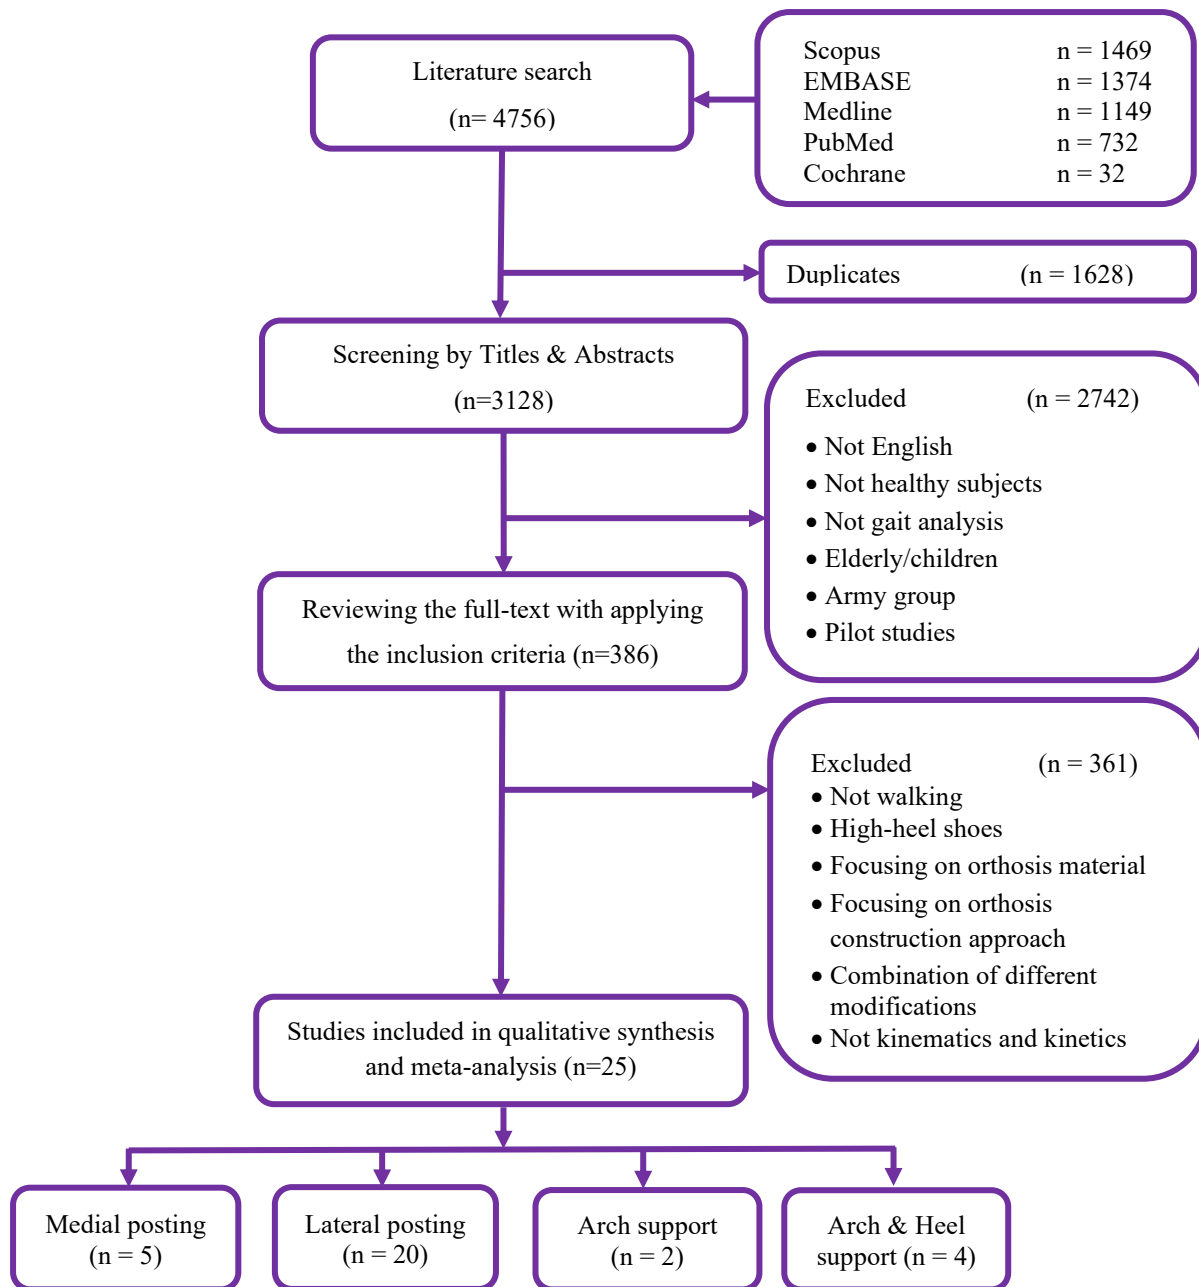 Literature search
(n= 4756)
Scopus n = 1469
EMBASE n = 1374
Medline n = 1149
PubMed n = 732
Cochrane n = 32
Duplicates (n = 1628)
Screening by Titles & Abstracts
(n=3128)
Excluded (n = 2742)
• Not English
• Not healthy subjects
• Not gait analysis
• Elderly/children
• Army group
• Pilot studies
Reviewing the full-text with applying
the inclusion criteria (n=386)
Excluded (n = 361)
• Not walking
• High-heel shoes
• Focusing on orthosis material
• Focusing on orthosis
construction approach
• Combination of different
modifications
• Not kinematics and kinetics
Studies included in qualitative synthesis
and meta-analysis (n=25)
Medial posting
(n = 5)
Lateral posting
(n = 20)
Arch support
(n = 2)
Arch & Heel
support (n = 4)